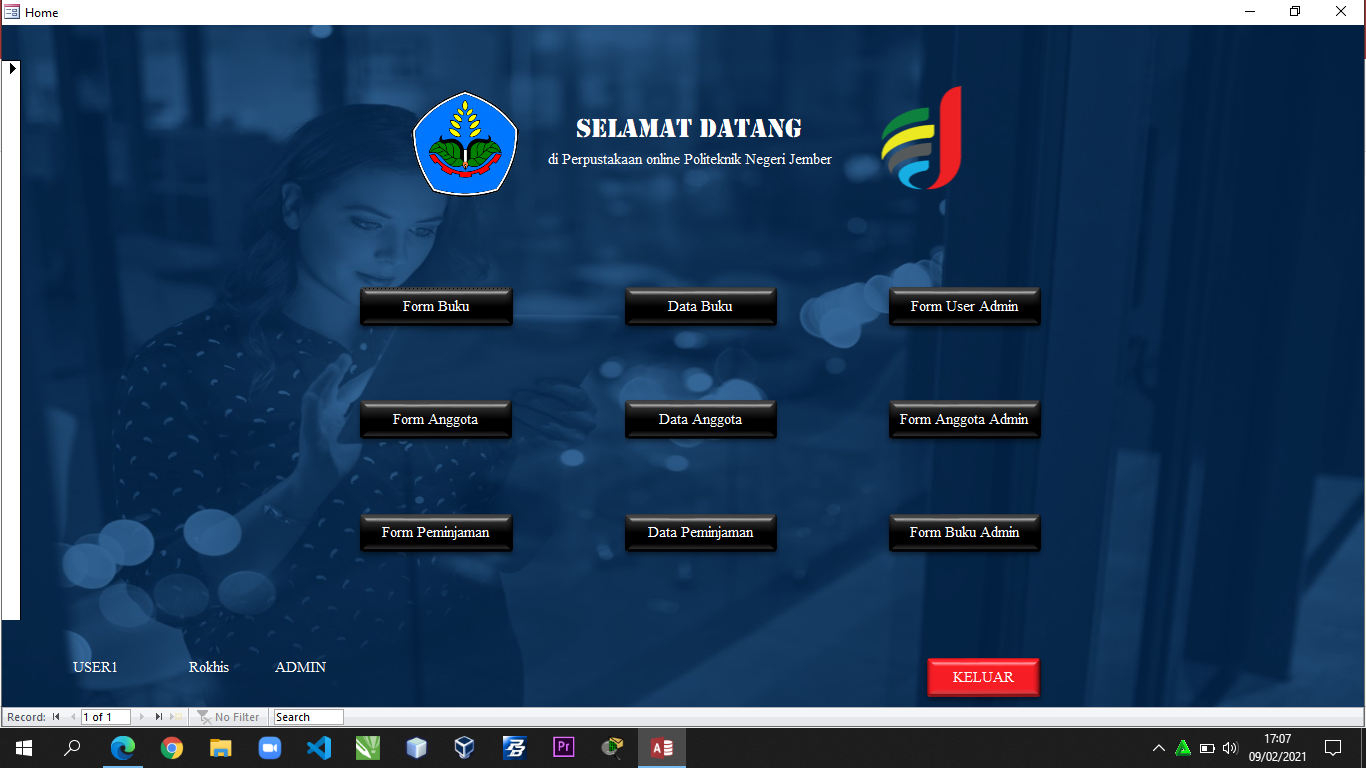 Home
SELAMAT DATANG
di Perpustakaan online Politeknik Negeri Jember
Form Buku
Data Buku
Form User Admin
Form Anggota
Data Anggota
Form Anggota Admin
Form Peminjaman
Data Peminjaman
Form Buku Admin
USER1
Rokhis
ADMIN
KELUAR
Record:
1 of 1
No Filter
Search
Pr
17:07
09/02/2021